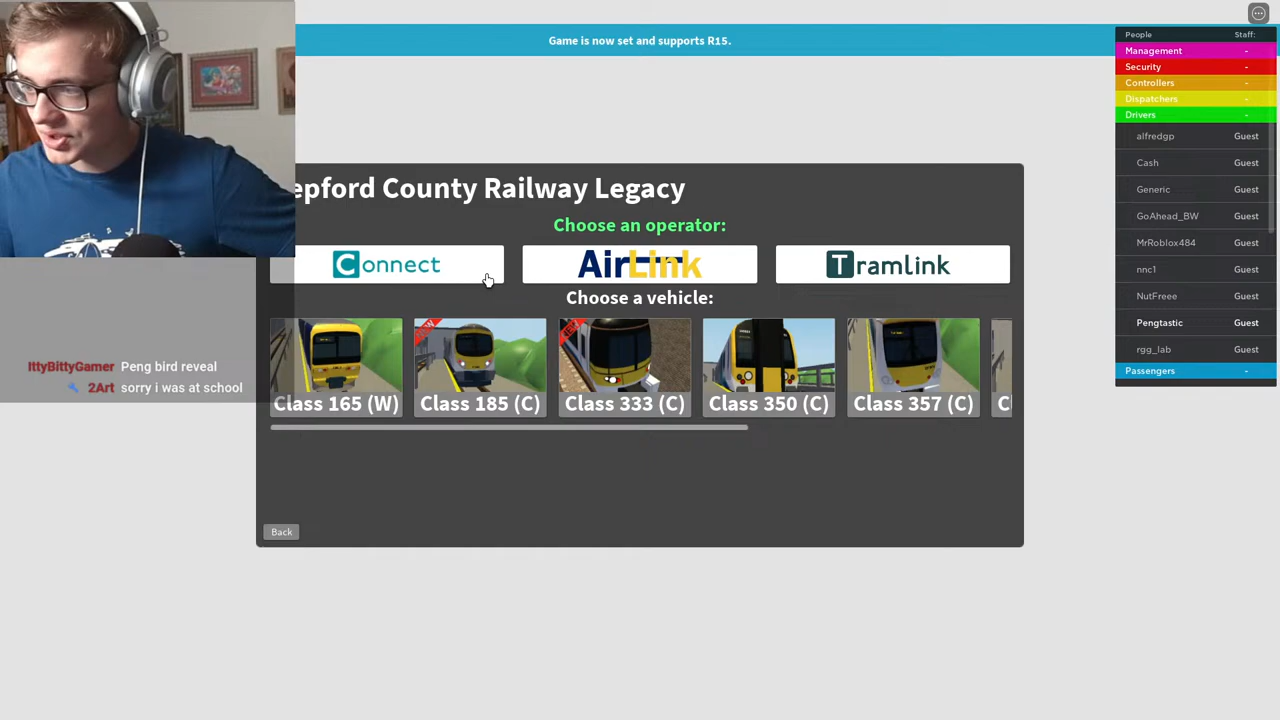 Game is now set and supports R15.
People Staff:
Management -
Security -
Controllers -
Dispatchers -
Drivers -
alfredgp Guest
Cash Guest
Generic Guest
GoAhead_BW Guest
MrRoblox484 Guest
nnc1 Guest
NutFreee Guest
Pengtastic Guest
rgg_lab Guest
Passengers -
epford County Railway Legacy
Choose an operator:
Connect AirLink Tramlink
Choose a vehicle:
NEW NEW
Class 165 (W) Class 185 (C) Class 333 (C) Class 350 (C) Class 357 (C) Cl
Back
IttyBittyGamer Peng bird reveal
2Art sorry i was at school